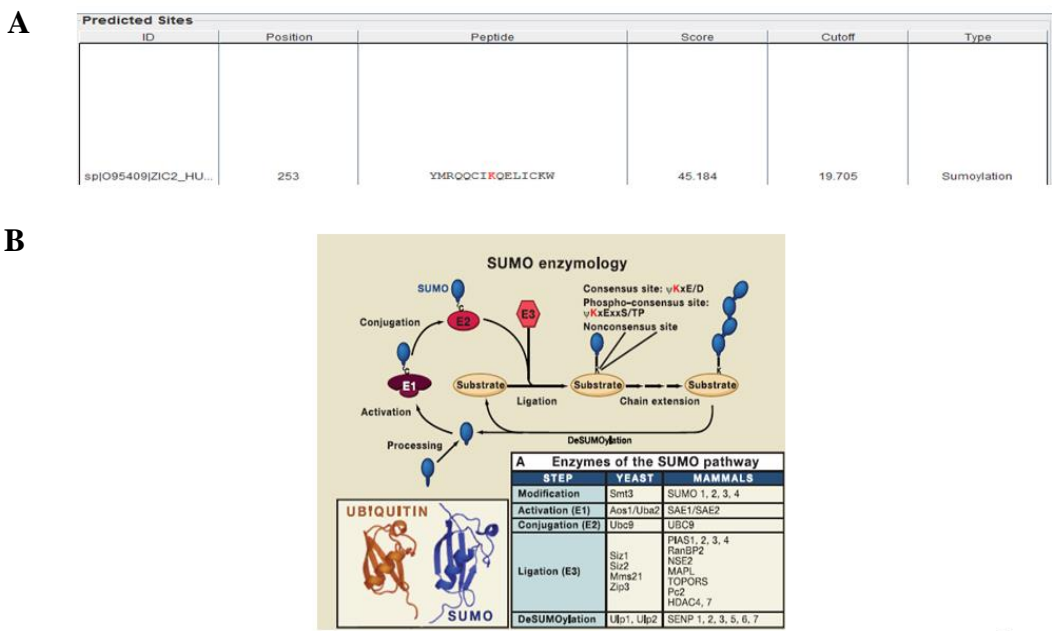 A
Predicted Sites
ID Position Peptide Score Cutoff Type
sp|O95409|ZIC2_HU... 253 YMRQQCIKQELICKW 45.184 19.705 Sumoylation
B
SUMO enzymology
SUMO
C
E2
Conjugation
E3
Consensus site: ψKxE/D
Phospho-consensus site:
ψKxExxS/TP
Nonconsensus site
C
E1
Activation
Substrate
Ligation
K
Substrate
Chain extension
K
Substrate
DeSUMOylation
Processing
UBIQUITIN
SUMO
A Enzymes of the SUMO pathway
STEP YEAST MAMMALS
Modification Smt3 SUMO 1, 2, 3, 4
Activation (E1) Aos1/Uba2 SAE1/SAE2
Conjugation (E2) Ubc9 UBC9
Ligation (E3)
Siz1
Siz2
Mms21
Zip3
PIAS1, 2, 3, 4
RanBP2
NSE2
MAPL
TOPORS
Pc2
HDAC4, 7
DeSUMOylation Ulp1, Ulp2 SENP 1, 2, 3, 5, 6, 7